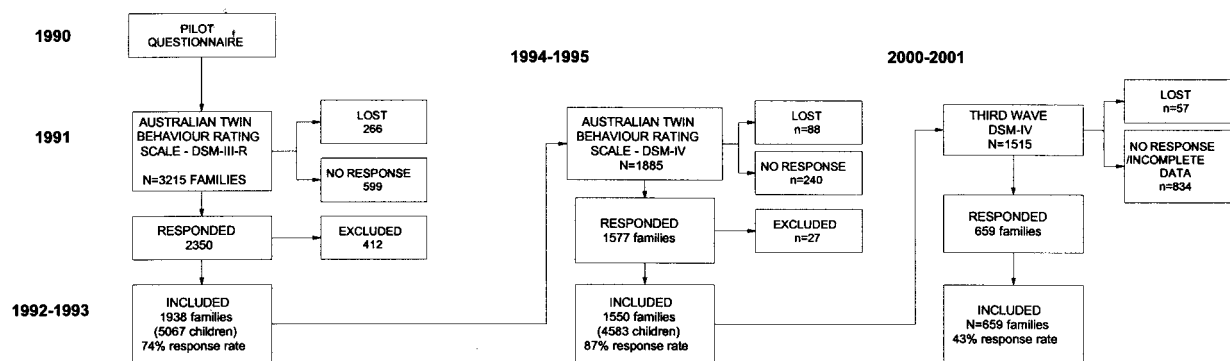 1990
PILOT
QUESTIONNAIRE
1991
AUSTRALIAN TWIN
BEHAVIOUR RATING
SCALE - DSM-III-R
N=3215 FAMILIES
LOST
266
NO RESPONSE
599
RESPONDED
2350
EXCLUDED
412
1992-1993
INCLUDED
1938 families
(5067 children)
74% response rate
1994-1995
AUSTRALIAN TWIN
BEHAVIOUR RATING
SCALE - DSM-IV
N=1885
LOST
n=88
NO RESPONSE
n=240
RESPONDED
1577 families
EXCLUDED
n=27
INCLUDED
1550 families
(4583 children)
87% response rate
2000-2001
THIRD WAVE
DSM-IV
N=1515
LOST
n=57
NO RESPONSE
/INCOMPLETE
DATA
n=834
RESPONDED
659 families
INCLUDED
N=659 families
43% response rate